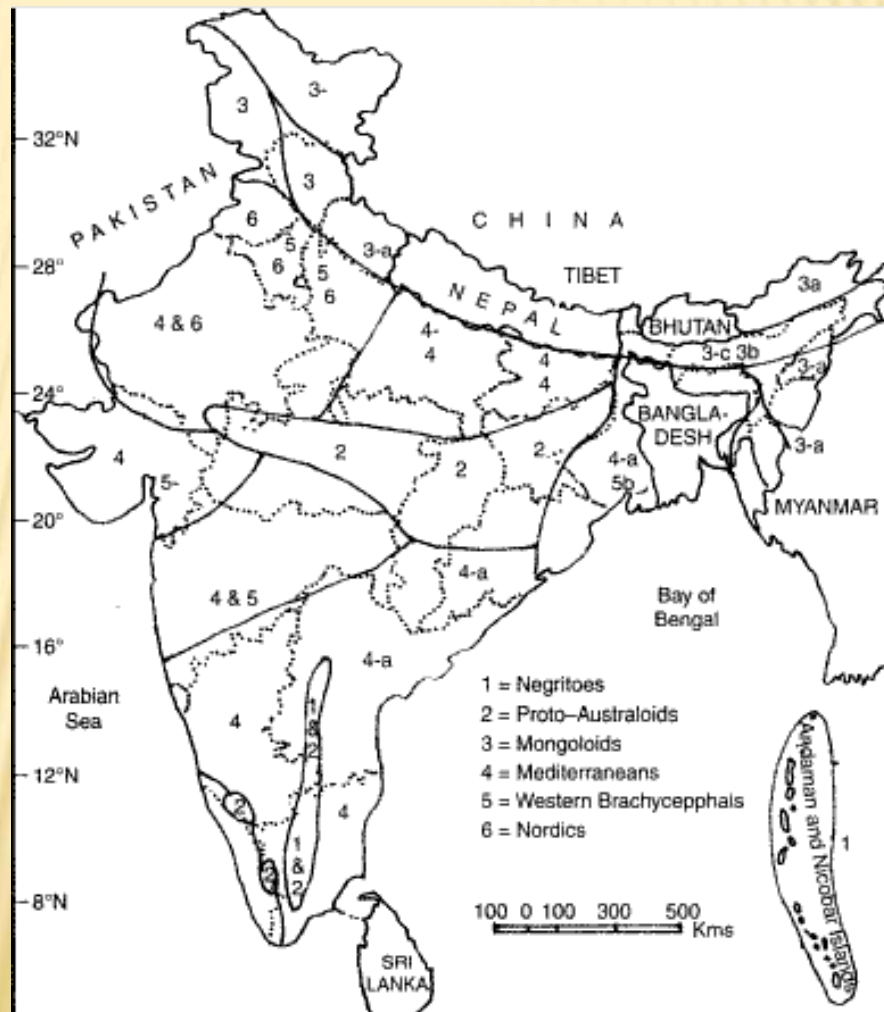 3-
32°N
3
3
PAKISTAN
6
CHINA
5
3-a
TIBET
28°
6
5
6
NEPAL
3a
4 & 6
4-
4
BHUTAN
3-c 3b
4
4
3-a
24°
BANGLA-
DESH
4
2
2
2-
3-a
5-
4-a
5b
MYANMAR
20°
4-a
4 & 5
Bay of
Bengal
16°
4-a
Arabian
Sea
4
1 = Negritoes
2 = Proto–Australoids
3 = Mongoloids
4 = Mediterraneans
5 = Western Brachycepphals
6 = Nordics
2
12°N
2
4
1
&
2
1
Andaman and Nicobar Islands
2
8°N
100 0 100 300 500
Kms
SRI
LANKA